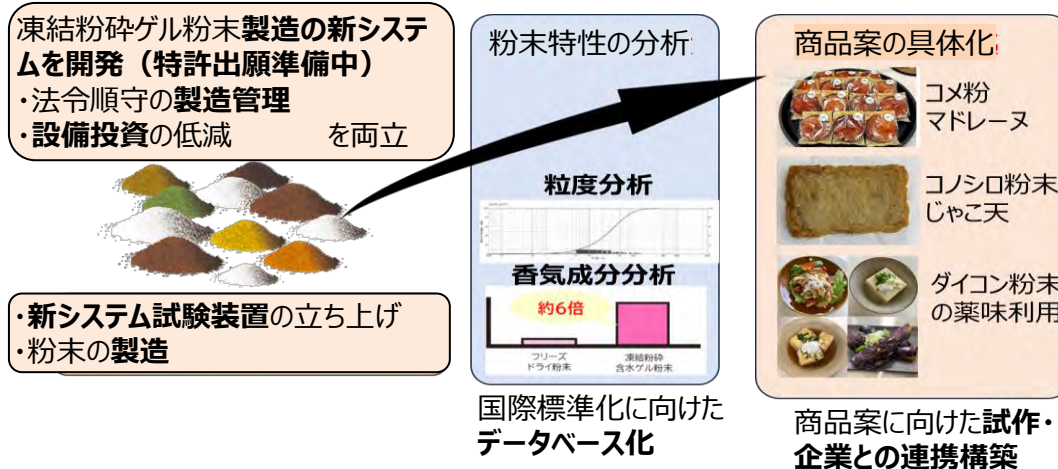 凍結粉砕ゲル粉末製造の新システ
ムを開発（特許出願準備中）
・法令順守の製造管理
・設備投資の低減 を両立
・新システム試験装置の立ち上げ
・粉末の製造
粉末特性の分析
粒度分析
香気成分分析
約6倍
フリーズ
ドライ粉末
凍結粉砕
含水ゲル粉末
国際標準化に向けた
データベース化
商品案の具体化
コメ粉
マドレーヌ
コノシロ粉末
じゃこ天
ダイコン粉末
の薬味利用
商品案に向けた試作・
企業との連携構築